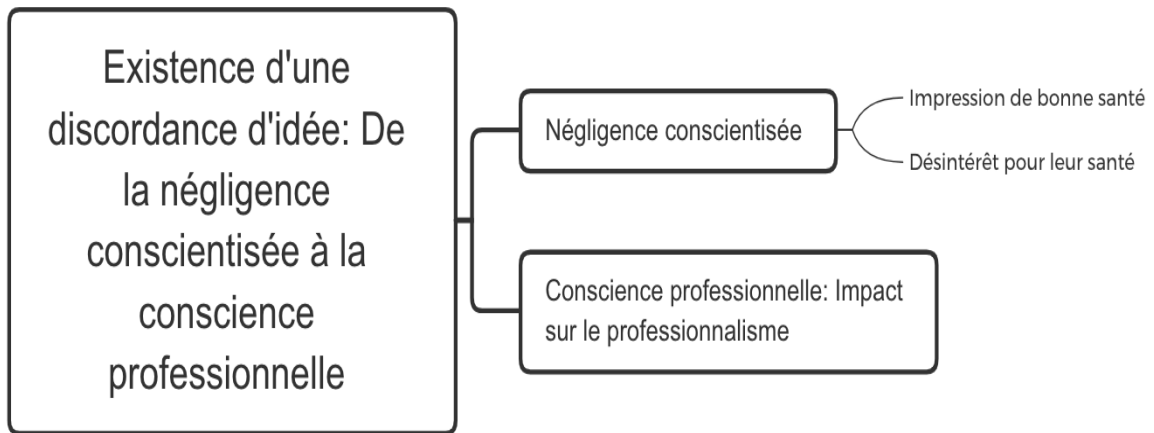 Existence d'une
discordance d'idée: De
la négligence
conscientisée à la
conscience
professionnelle
Négligence conscientisée
Impression de bonne santé
Désintérêt pour leur santé
Conscience professionnelle: Impact
sur le professionnalisme